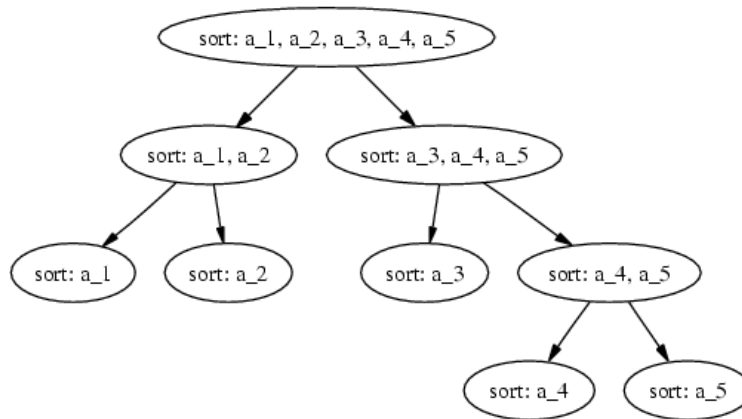 sort: a_1, a_2, a_3, a_4, a_5
sort: a_1, a_2
sort: a_3, a_4, a_5
sort: a_1
sort: a_2
sort: a_3
sort: a_4, a_5
sort: a_4
sort: a_5